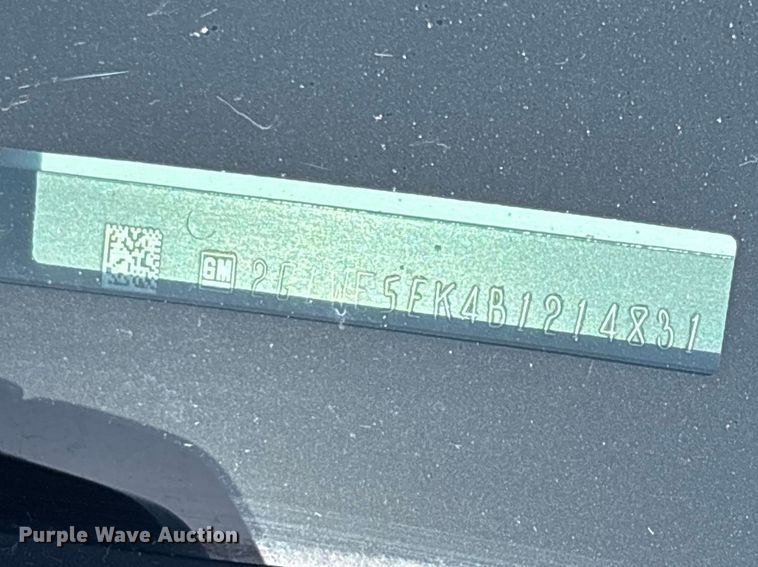 GM 2G1WF5EK4B1214831
Purple Wave Auction